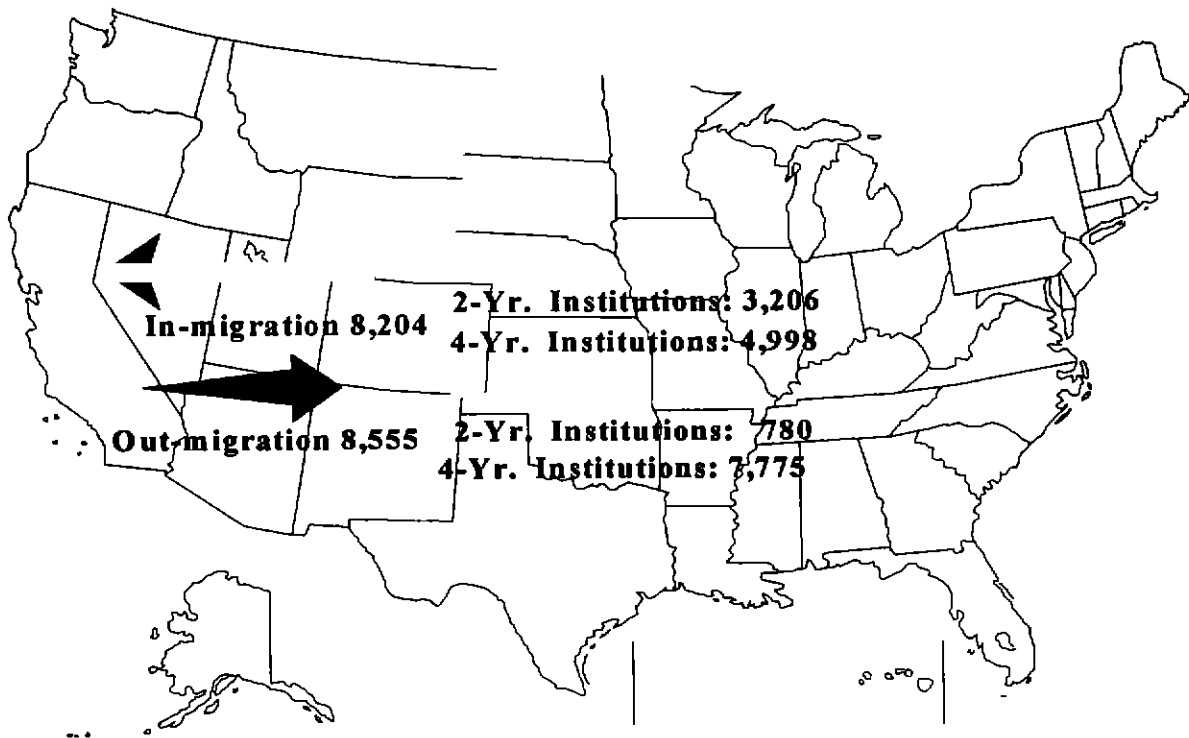 2-Yr. Institutions: 3,206
In-migration 8,204
4-Yr. Institutions: 4,998
2-Yr. Institutions: 780
Out-migration 8,555
4-Yr. Institutions: 7,775